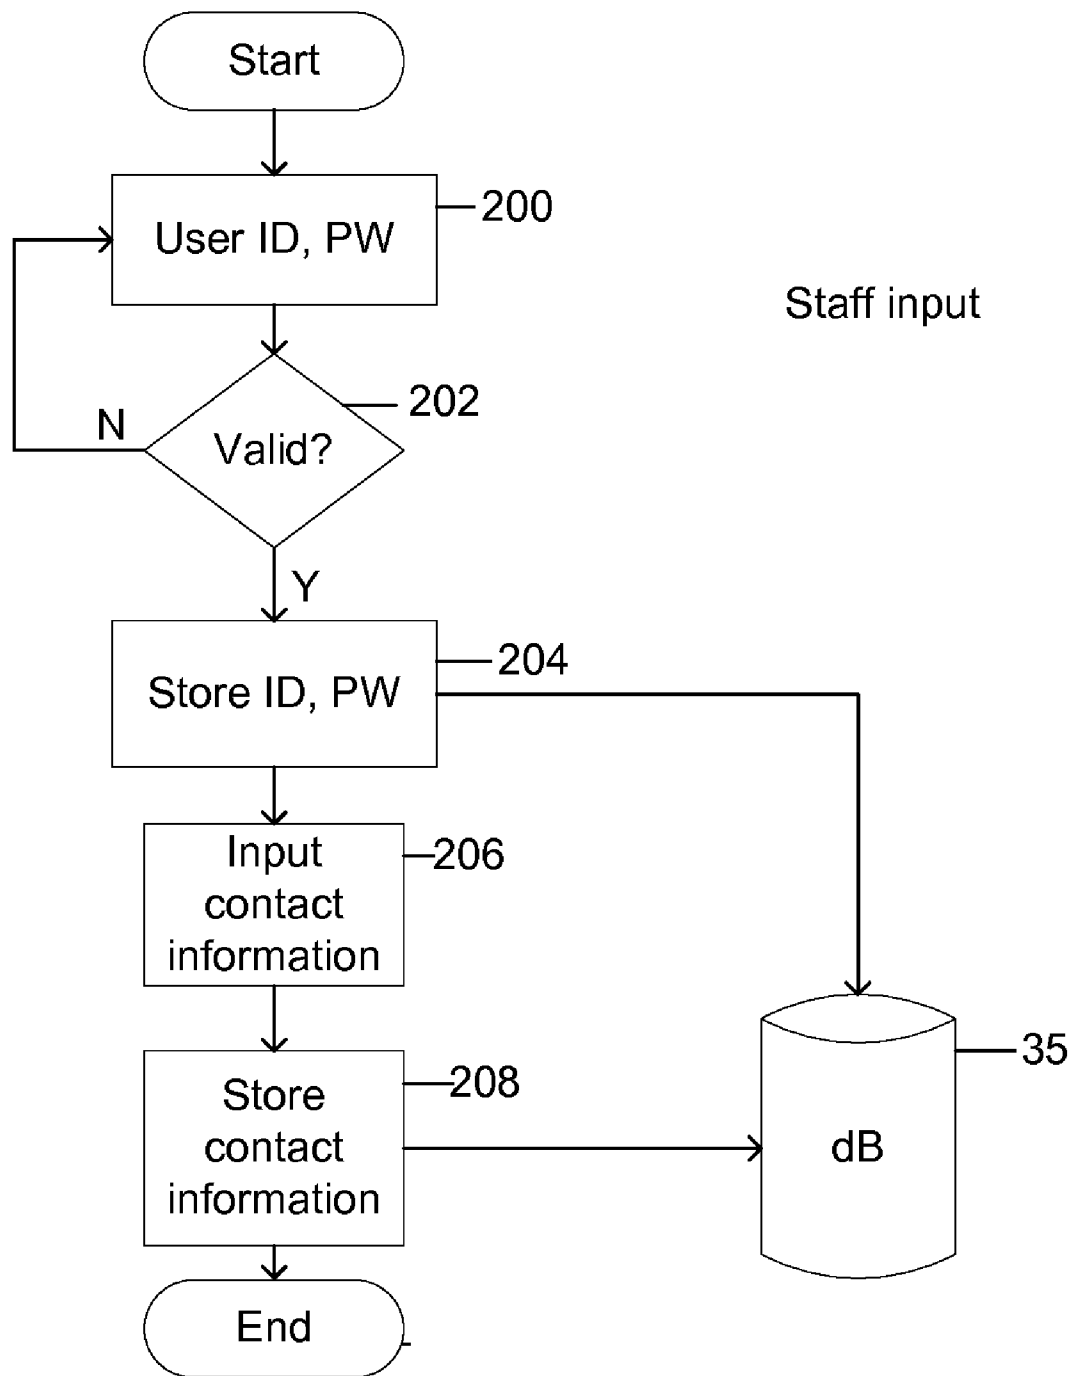 Start
200
User ID, PW
Staff input
202
N
Valid?
Y
204
Store ID, PW
206
Input
contact
information
35
208
Store
contact
information
dB
End